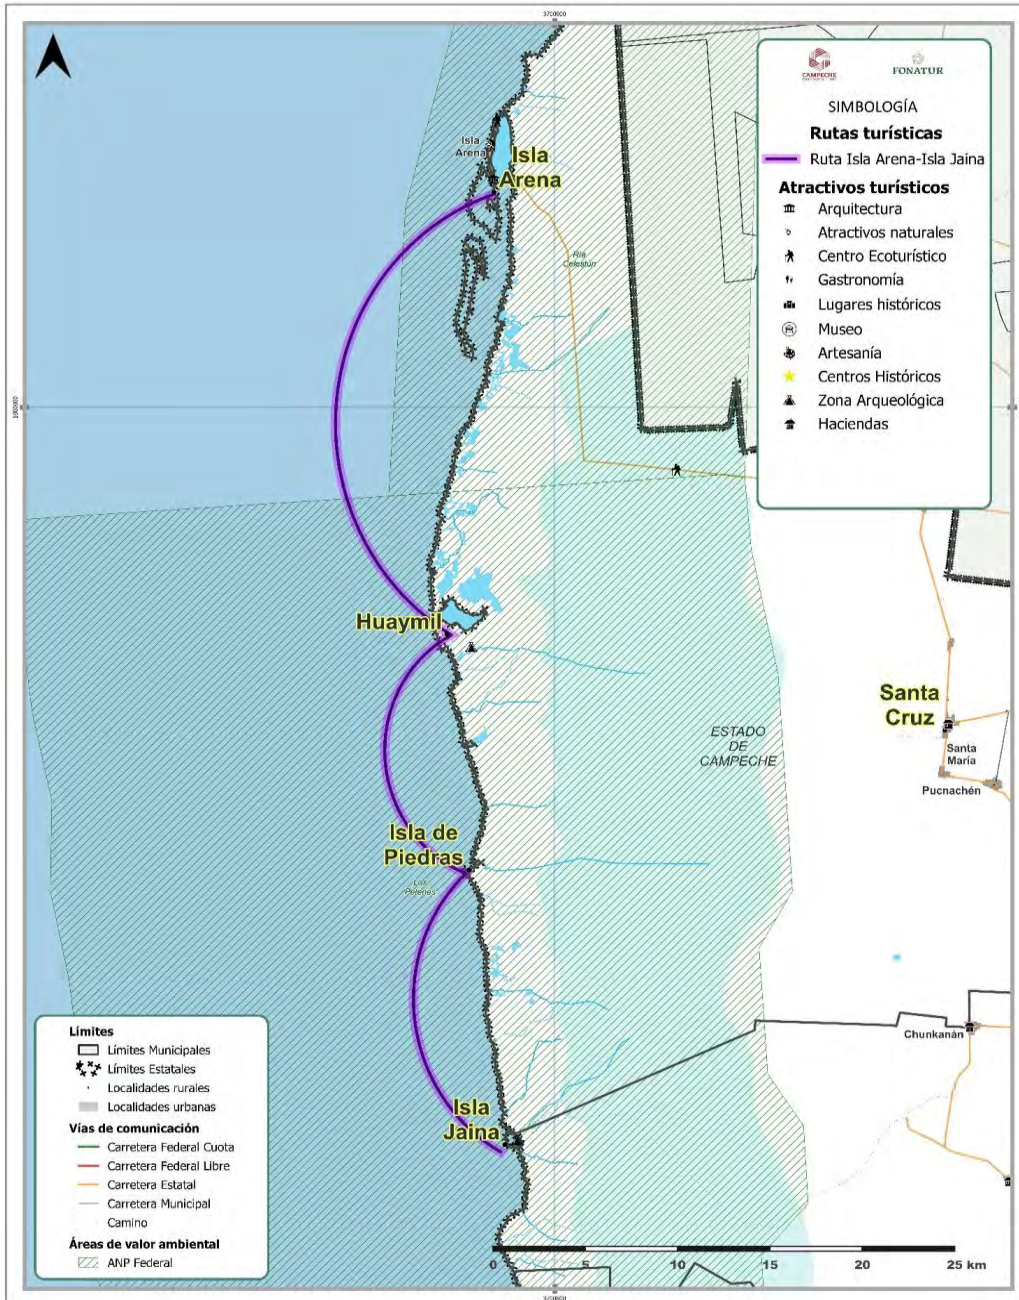 3700000
CAMPECHE
FONATUR
SIMBOLOGÍA
Rutas turísticas
Ruta Isla Arena-Isla Jaina
Atractivos turísticos
Arquitectura
Atractivos naturales
Centro Ecoturístico
Gastronomía
Lugares históricos
Museo
Artesanía
Centros Históricos
Zona Arqueológica
Haciendas
Isla
Arena
Isla
Arena
Ría
Celestún
Huaymil
Santa
Cruz
Santa
María
Pucnachén
ESTADO
DE
CAMPECHE
Isla de
Piedras
Los
Petenes
Chunkanán
Isla
Jaina
Límites
Límites Municipales
Límites Estatales
Localidades rurales
Localidades urbanas
Vías de comunicación
Carretera Federal Cuota
Carretera Federal Libre
Carretera Estatal
Carretera Municipal
Camino
Áreas de valor ambiental
ANP Federal
0 5 10 15 20 25 km
3700000